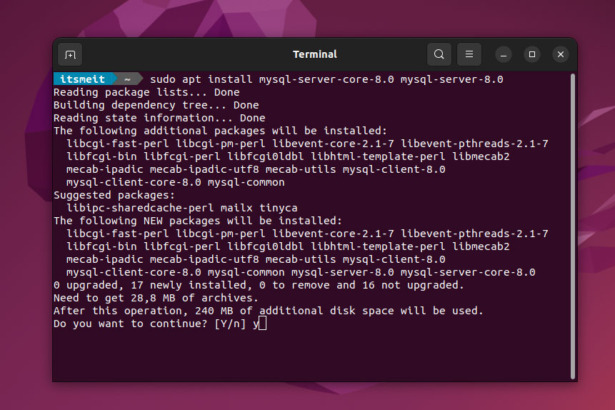 Terminal
itsmeit ~ sudo apt install mysql-server-core-8.0 mysql-server-8.0
Reading package lists... Done
Building dependency tree... Done
Reading state information... Done
The following additional packages will be installed:
libcgi-fast-perl libcgi-pm-perl libevent-core-2.1-7 libevent-pthreads-2.1-7
libfcgi-bin libfcgi-perl libfcgi0ldbl libhtml-template-perl libmecab2
mecab-ipadic mecab-ipadic-utf8 mecab-utils mysql-client-8.0
mysql-client-core-8.0 mysql-common
Suggested packages:
libipc-sharedcache-perl mailx tinyca
The following NEW packages will be installed:
libcgi-fast-perl libcgi-pm-perl libevent-core-2.1-7 libevent-pthreads-2.1-7
libfcgi-bin libfcgi-perl libfcgi0ldbl libhtml-template-perl libmecab2
mecab-ipadic mecab-ipadic-utf8 mecab-utils mysql-client-8.0
mysql-client-core-8.0 mysql-common mysql-server-8.0 mysql-server-core-8.0
0 upgraded, 17 newly installed, 0 to remove and 16 not upgraded.
Need to get 28,8 MB of archives.
After this operation, 240 MB of additional disk space will be used.
Do you want to continue? [Y/n] y